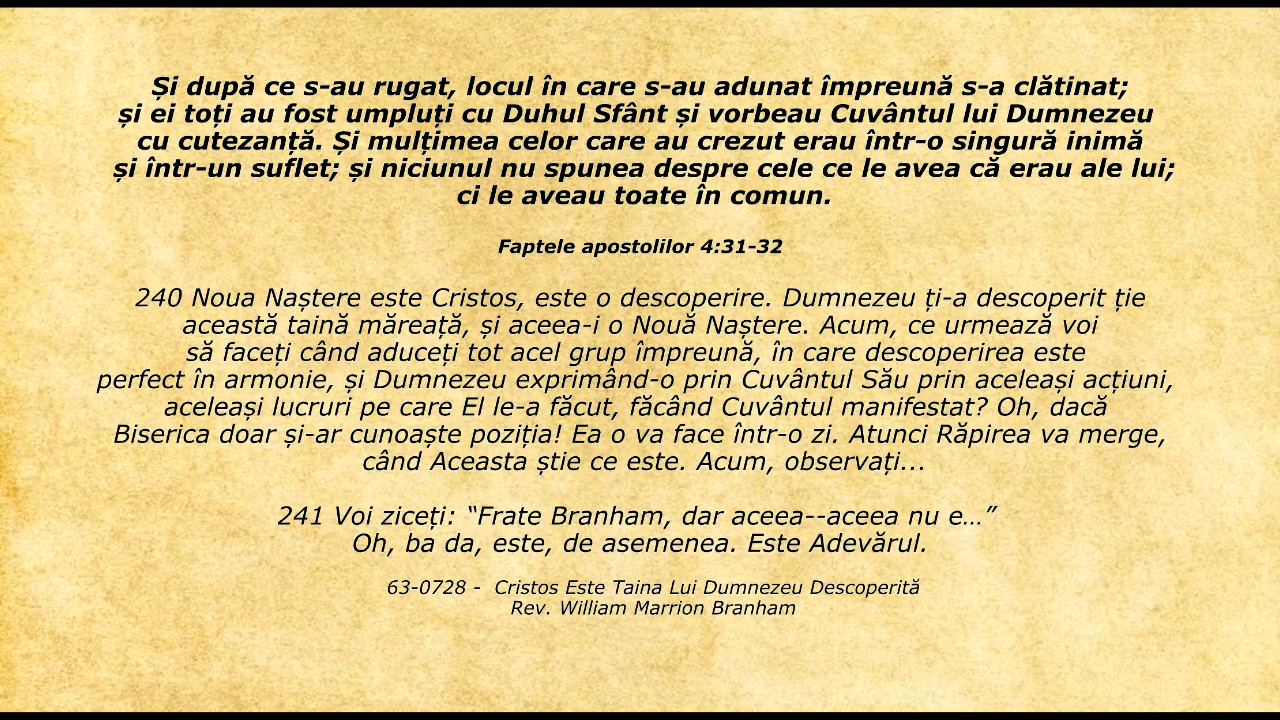 Și după ce s-au rugat, locul în care s-au adunat împreună s-a clătinat;
și ei toți au fost umpluți cu Duhul Sfânt și vorbeau Cuvântul lui Dumnezeu
cu cutezanță. Și mulțimea celor care au crezut erau într-o singură inimă
și într-un suflet; și niciunul nu spunea despre cele ce le avea că erau ale lui;
ci le aveau toate în comun.
Faptele apostolilor 4:31-32
240 Noua Naștere este Cristos, este o descoperire. Dumnezeu ți-a descoperit ție
această taină măreață, și aceea-i o Nouă Naștere. Acum, ce urmează voi
să faceți când aduceți tot acel grup împreună, în care descoperirea este
perfect în armonie, și Dumnezeu exprimând-o prin Cuvântul Său prin aceleași acțiuni,
aceleași lucruri pe care El le-a făcut, făcând Cuvântul manifestat? Oh, dacă
Biserica doar și-ar cunoaște poziția! Ea o va face într-o zi. Atunci Răpirea va merge,
când Aceasta știe ce este. Acum, observați...
241 Voi ziceți: “Frate Branham, dar aceea--aceea nu e…”
Oh, ba da, este, de asemenea. Este Adevărul.
63-0728 -  Cristos Este Taina Lui Dumnezeu Descoperită
Rev. William Marrion Branham